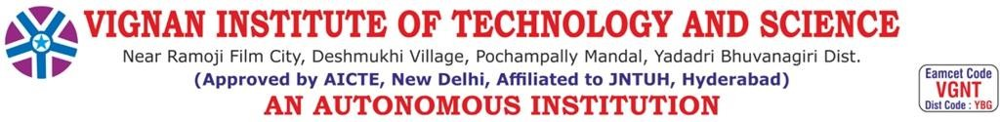 VIGNAN INSTITUTE OF TECHNOLOGY AND SCIENCE
Near Ramoji Film City, Deshmukhi Village, Pochampally Mandal, Yadadri Bhuvanagiri Dist.
(Approved by AICTE, New Delhi, Affiliated to JNTUH, Hyderabad)
AN AUTONOMOUS INSTITUTION
Eamcet Code
VGNT
Dist Code : YBG